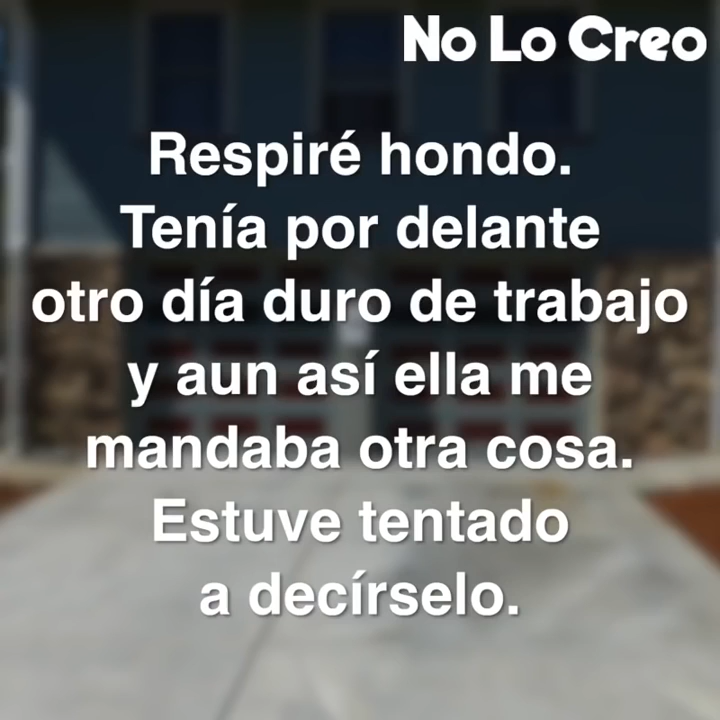 No Lo Creo
Respiré hondo.
Tenía por delante
otro día duro de trabajo
y aun así ella me
mandaba otra cosa.
Estuve tentado
a decírselo.